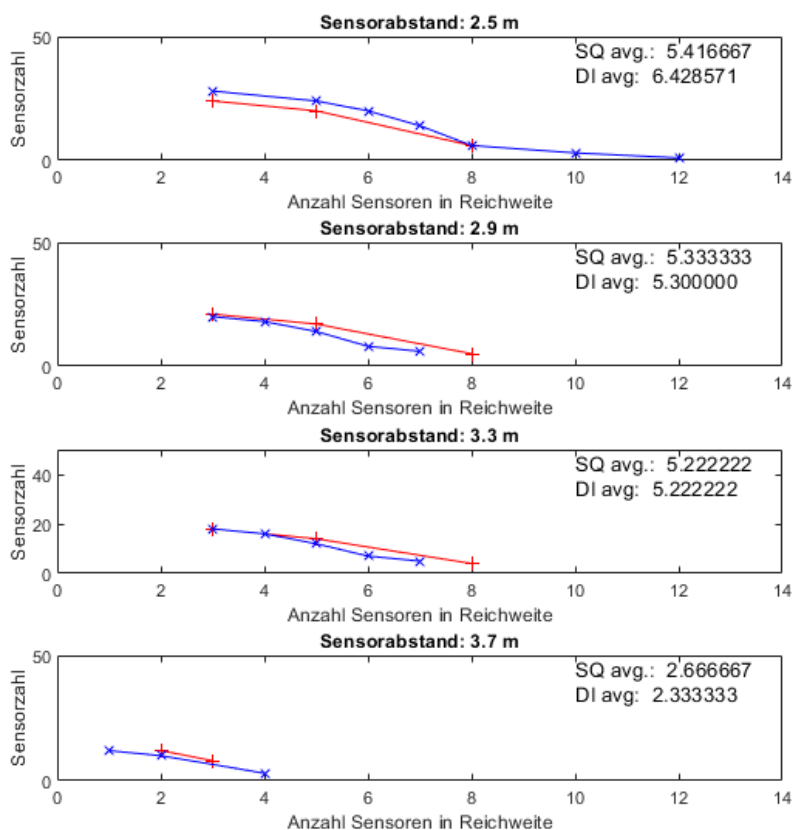 Sensorabstand: 2.5 m
50
0
Sensorzahl
SQ avg.: 5.416667
DI avg: 6.428571
0 2 4 6 8 10 12 14
Anzahl Sensoren in Reichweite
Sensorabstand: 2.9 m
50
0
Sensorzahl
SQ avg.: 5.333333
DI avg: 5.300000
0 2 4 6 8 10 12 14
Anzahl Sensoren in Reichweite
Sensorabstand: 3.3 m
40
20
0
Sensorzahl
SQ avg.: 5.222222
DI avg: 5.222222
0 2 4 6 8 10 12 14
Anzahl Sensoren in Reichweite
Sensorabstand: 3.7 m
50
0
Sensorzahl
SQ avg.: 2.666667
DI avg: 2.333333
0 2 4 6 8 10 12 14
Anzahl Sensoren in Reichweite